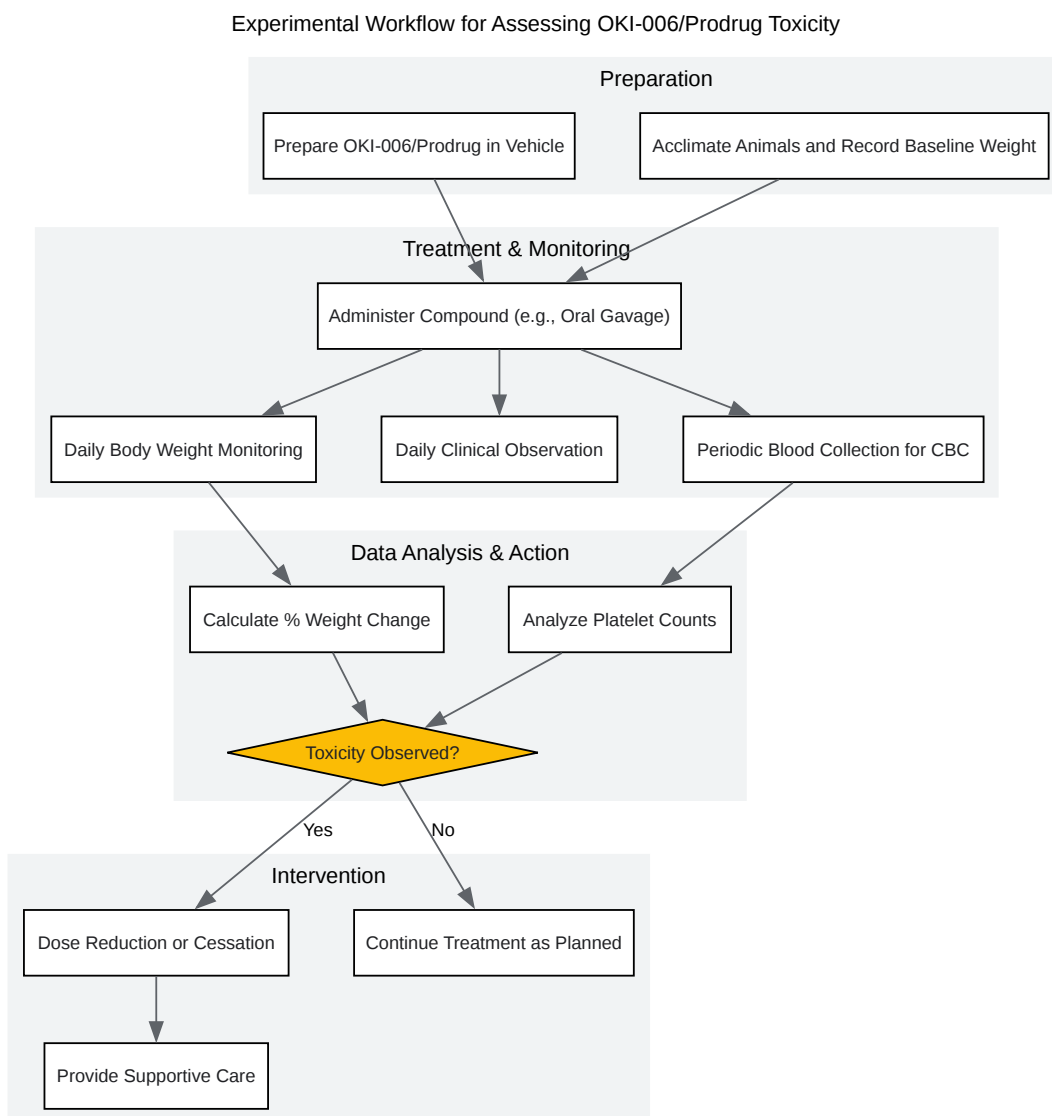 Experimental Workflow for Assessing OKI-006/Prodrug Toxicity
Preparation
Prepare OKI-006/Prodrug in Vehicle
Acclimate Animals and Record Baseline Weight
Treatment & Monitoring
Administer Compound (e.g., Oral Gavage)
Daily Body Weight Monitoring
Daily Clinical Observation
Periodic Blood Collection for CBC
Data Analysis & Action
Calculate % Weight Change
Analyze Platelet Counts
Toxicity Observed?
Yes
No
Intervention
Dose Reduction or Cessation
Continue Treatment as Planned
Provide Supportive Care